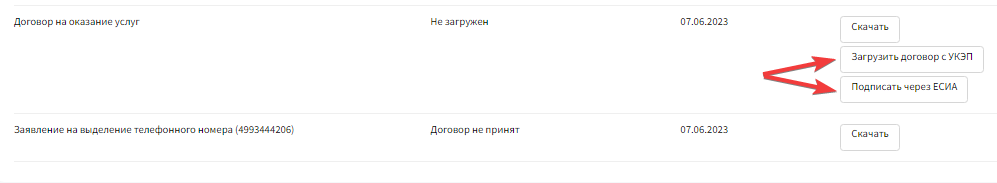 Договор на оказание услуг Не загружен 07.06.2023 Скачать
Загрузить договор с УКЭП
Подписать через ЕСИА
Заявление на выделение телефонного номера (4993444206) Договор не принят 07.06.2023 Скачать